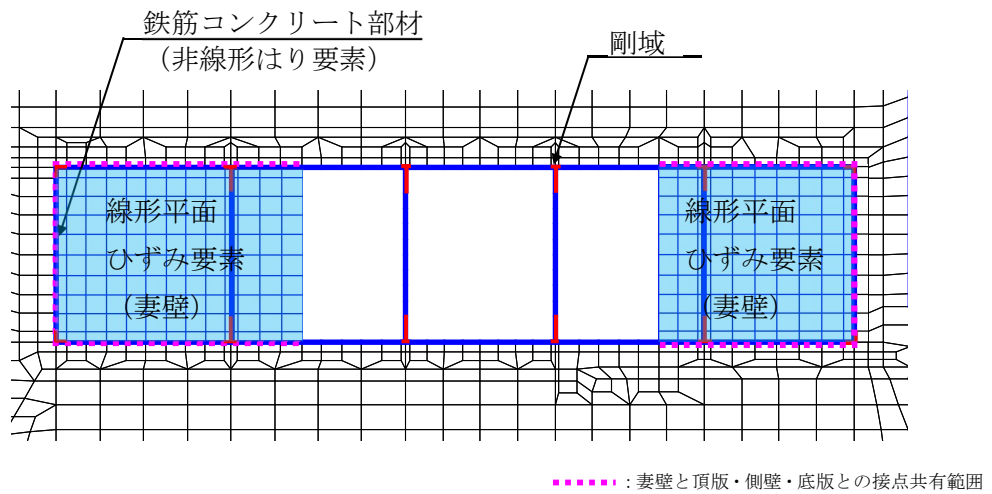 鉄筋コンクリート部材
（非線形はり要素）
剛域
線形平面
ひずみ要素
（妻壁）
線形平面
ひずみ要素
（妻壁）
：妻壁と頂版・側壁・底版との接点共有範囲